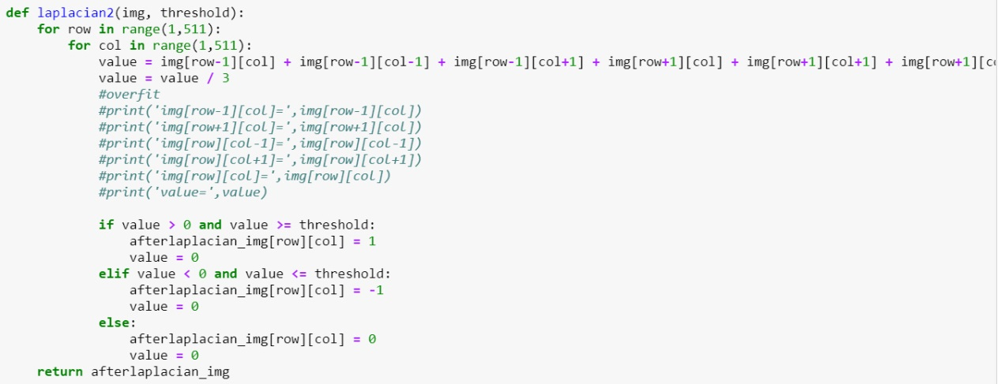 def laplacian2(img, threshold):
    for row in range(1,511):
        for col in range(1,511):
            value = img[row-1][col] + img[row-1][col-1] + img[row-1][col+1] + img[row+1][col] + img[row+1][col+1] + img[row+1][c
            value = value / 3
            #overfit
            #print('img[row-1][col]=',img[row-1][col])
            #print('img[row+1][col]=',img[row+1][col])
            #print('img[row][col-1]=',img[row][col-1])
            #print('img[row][col+1]=',img[row][col+1])
            #print('img[row][col]=',img[row][col])
            #print('value=',value)
            if value > 0 and value >= threshold:
                afterlaplacian_img[row][col] = 1
                value = 0
            elif value < 0 and value <= threshold:
                afterlaplacian_img[row][col] = -1
                value = 0
            else:
                afterlaplacian_img[row][col] = 0
                value = 0
    return afterlaplacian_img